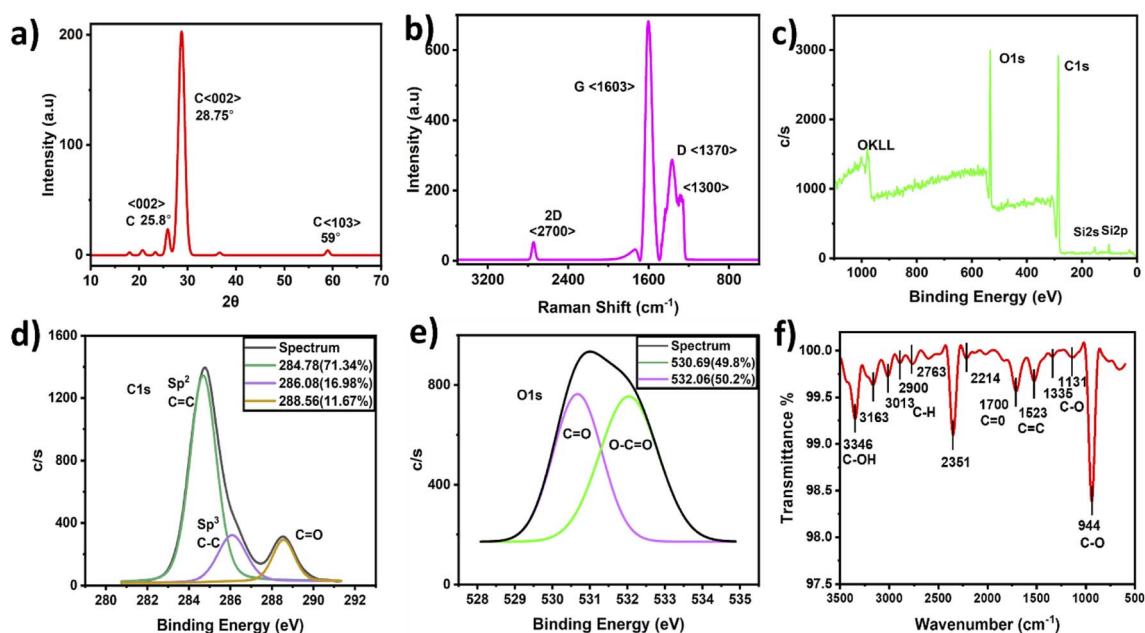 a)
Intensity (a.u)
200
100
0
C<002>
28.75°
<002>
C 25.8°
C<103>
59°
10 20 30 40 50 60 70
2θ
b)
Intensity (a.u)
600
400
200
0
G <1603>
D <1370>
<1300>
2D
<2700>
3200 2400 1600 800
Raman Shift (cm-1)
c)
c/s
3000
2000
1000
0
O1s
C1s
OKLL
Si2s
Si2p
1000 800 600 400 200 0
Binding Energy (eV)
d)
c/s
1600
1200
800
400
0
C1s
Sp2
C=C
Sp3
C-C
C=O
Spectrum
284.78(71.34%)
286.08(16.98%)
288.56(11.67%)
280 282 284 286 288 290 292
Binding Energy (eV)
e)
c/s
800
400
0
O1s
C=O
O-C=O
Spectrum
530.69(49.8%)
532.06(50.2%)
528 529 530 531 532 533 534 535
Binding Energy (eV)
f)
Transmittance %
100.0
99.5
99.0
98.5
98.0
97.5
3346
C-OH
3163
3013
2900
C-H
2763
2351
2214
1700
C=0
1523
C=C
1335
1131
C-O
944
C-O
3500 3000 2500 2000 1500 1000 500
Wavenumber (cm-1)